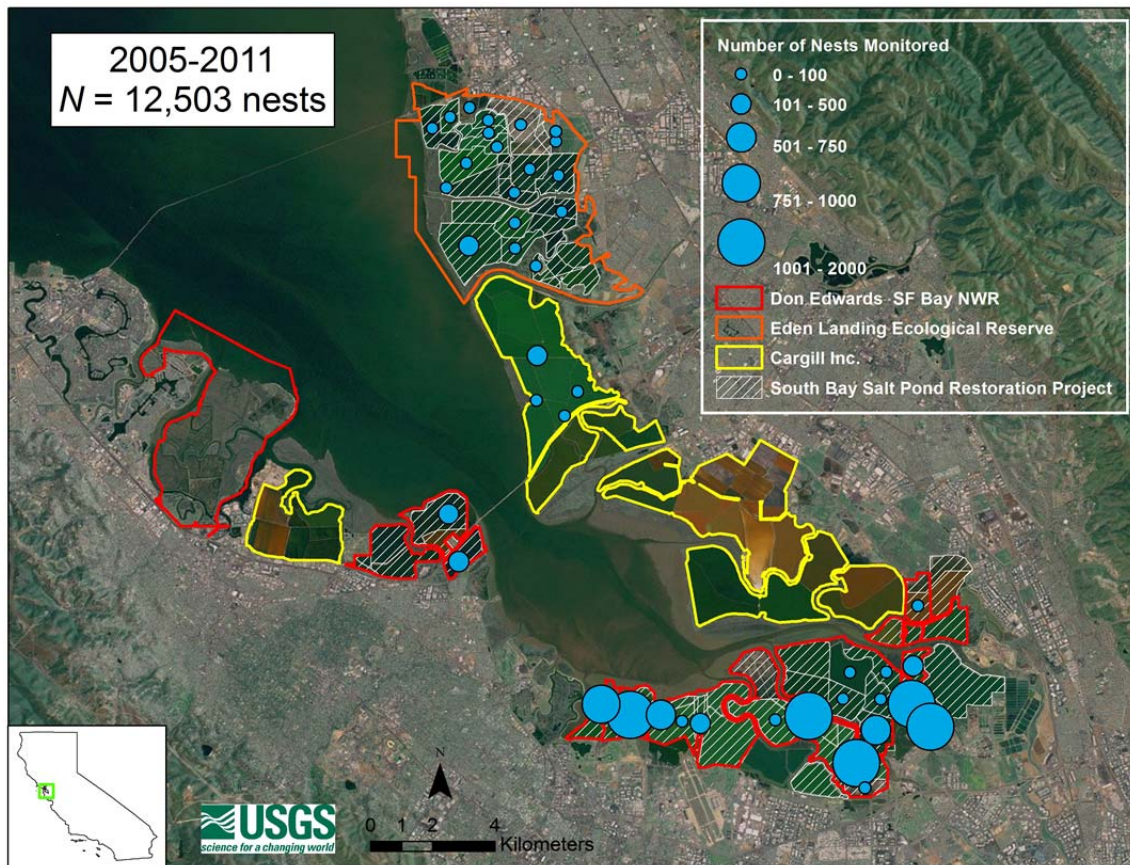 2005-2011
N = 12,503 nests
Number of Nests Monitored
0 - 100
101 - 500
501 - 750
751 - 1000
1001 - 2000
Don Edwards SF Bay NWR
Eden Landing Ecological Reserve
Cargill Inc.
South Bay Salt Pond Restoration Project
N
USGS
science for a changing world
0 1 2 4
Kilometers